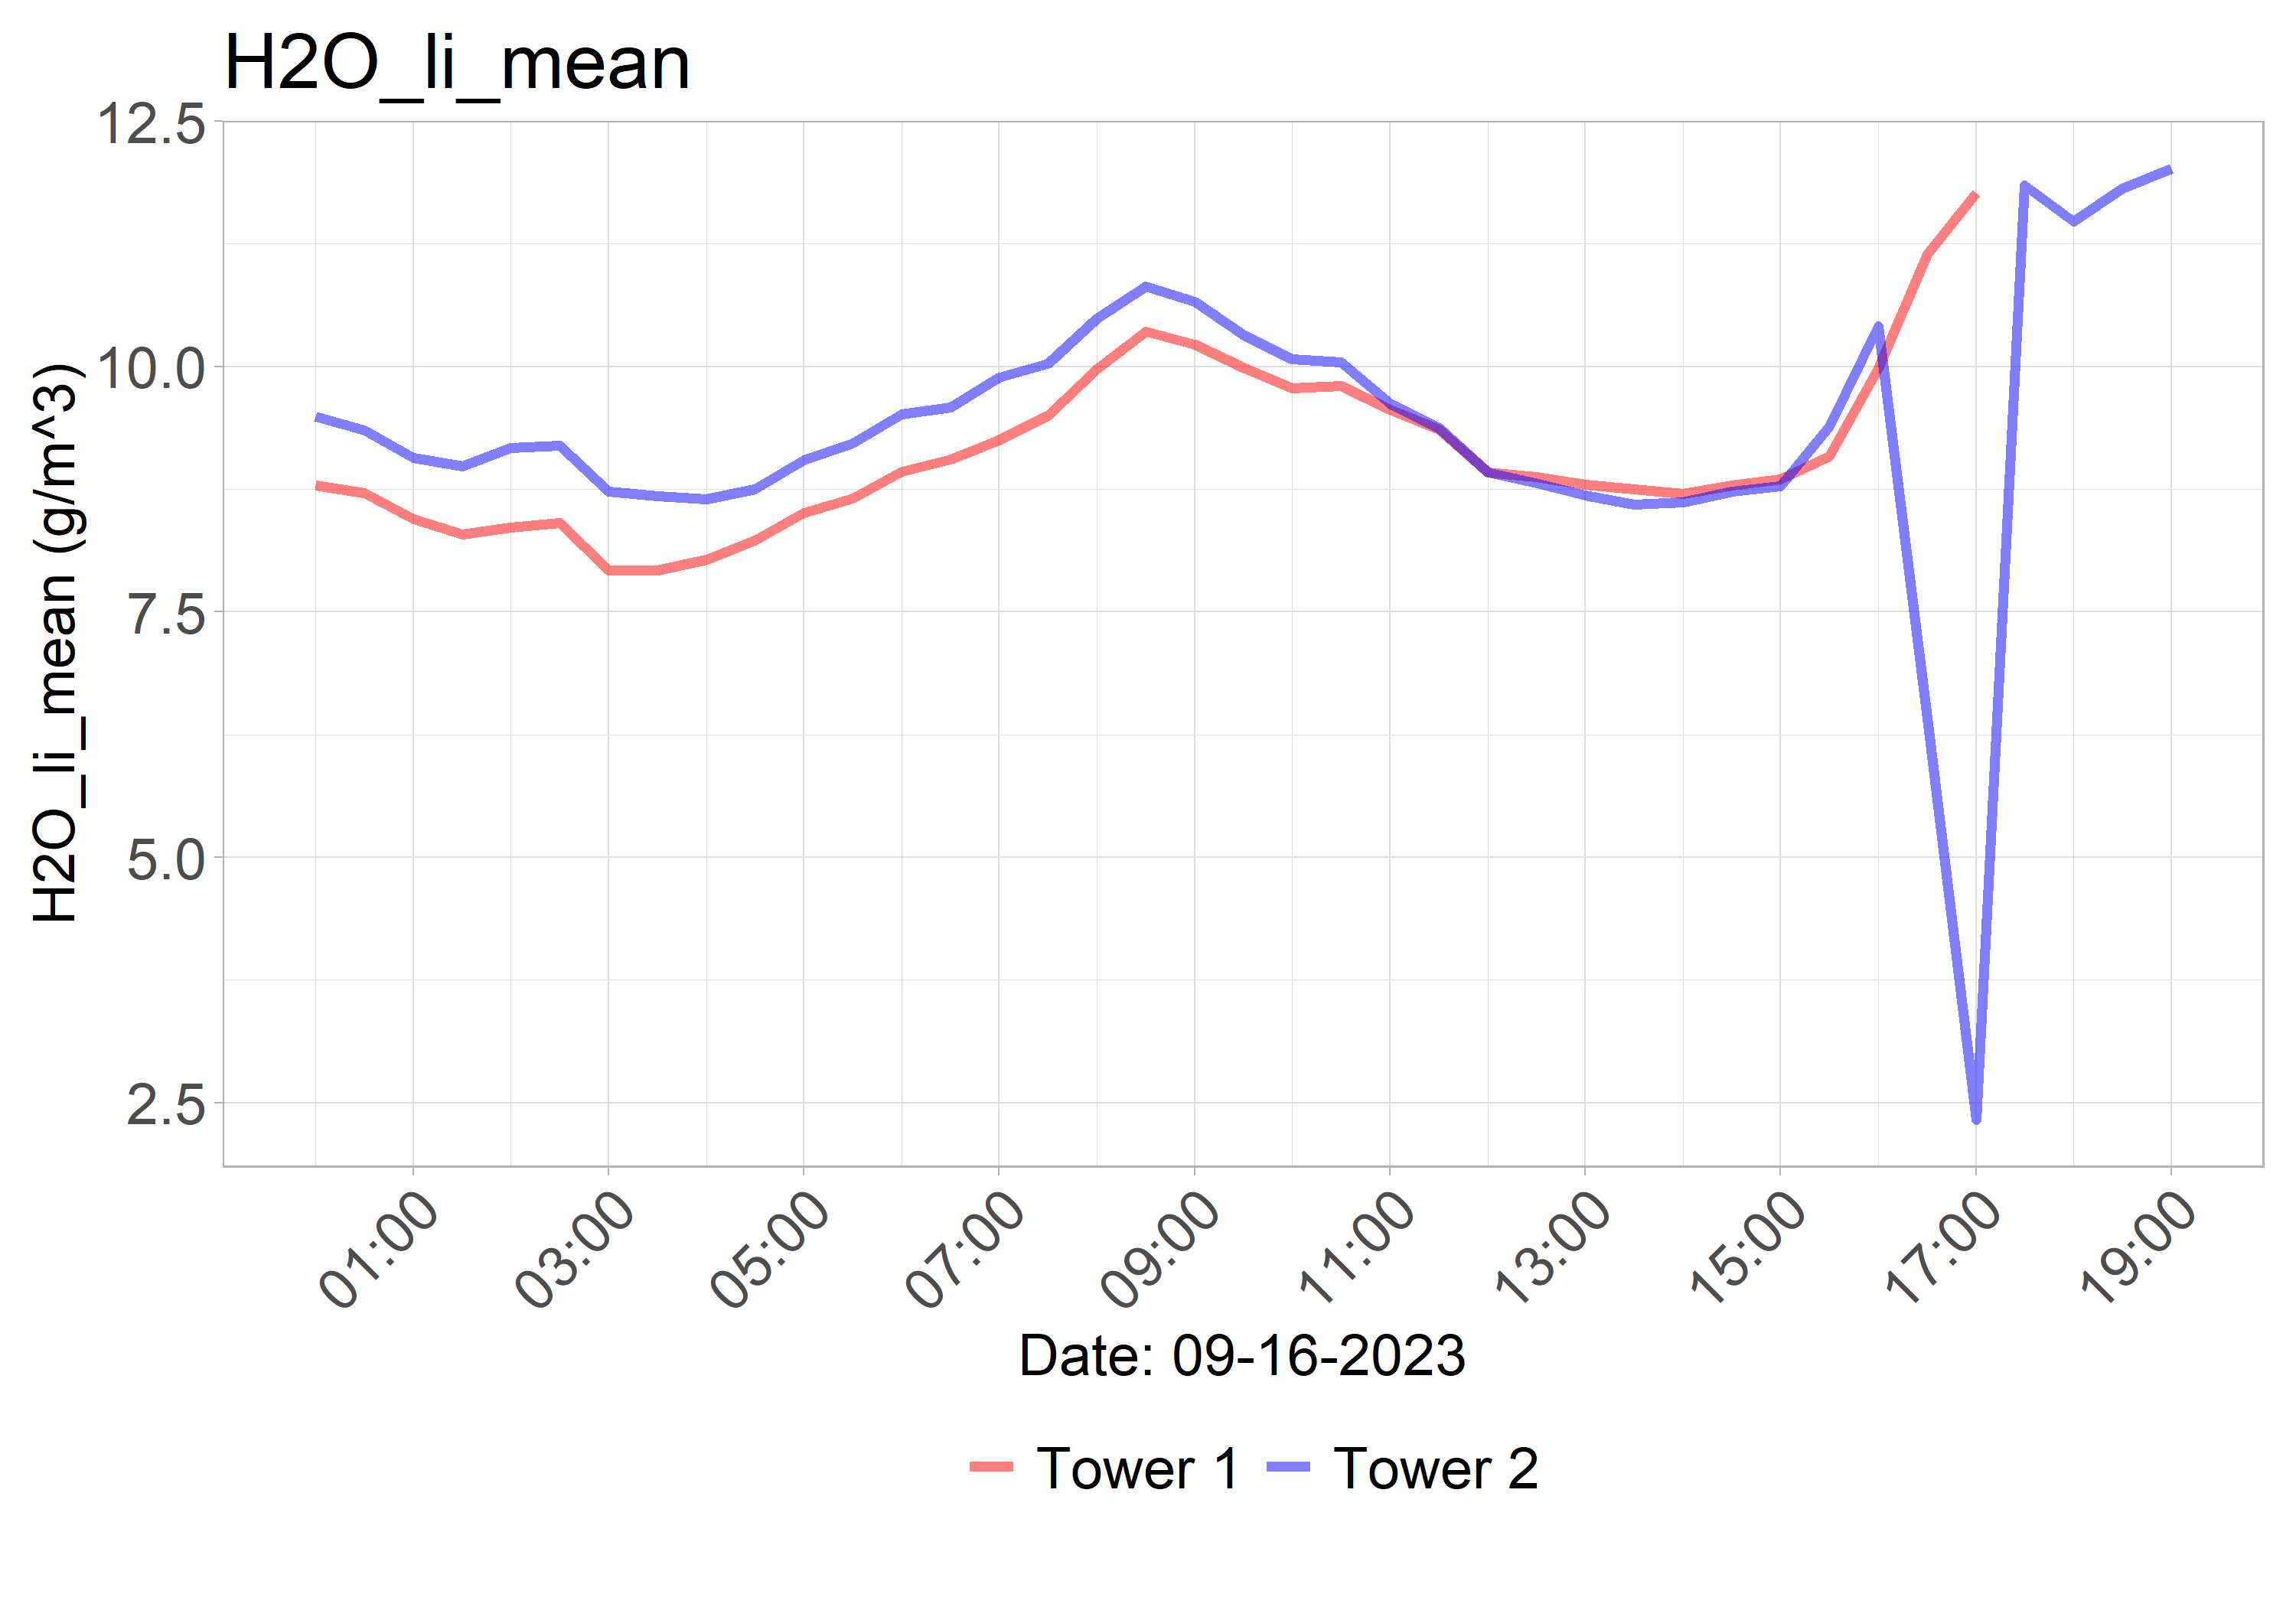 H2O_li_mean
H2O_li_mean (g/m^3)
12.5
10.0
7.5
5.0
2.5
01:00 03:00 05:00 07:00 09:00 11:00 13:00 15:00 17:00 19:00
Date: 09-16-2023
Tower 1 Tower 2